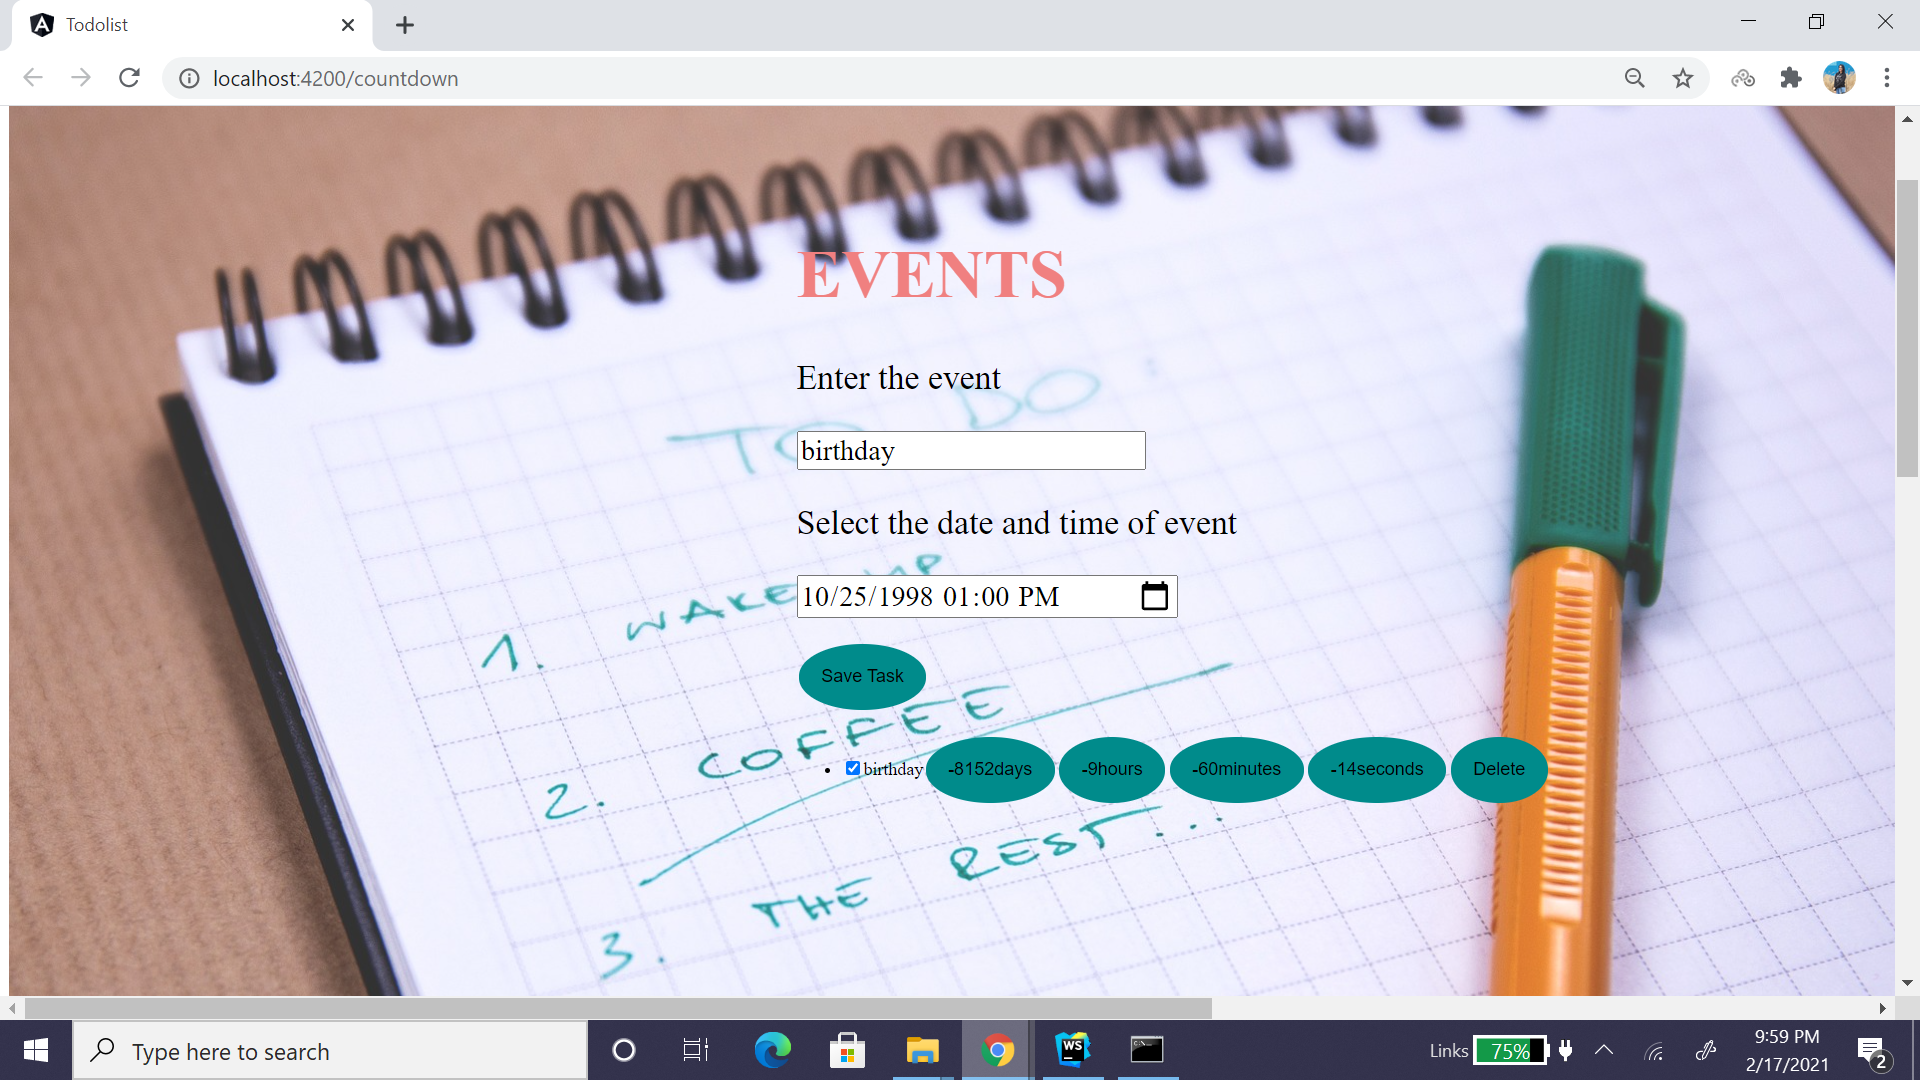 Todolist
localhost:4200/countdown
EVENTS
Enter the event
TO DO :
birthday
Select the date and time of event
1. WAKE UP
10/25/1998 01:00 PM
Save Task
2. COFFEE
birthday -8152days -9hours -60minutes -14seconds Delete
3. THE REST...
Type here to search
WS
Links 75% 9:59 PM
2/17/2021 2